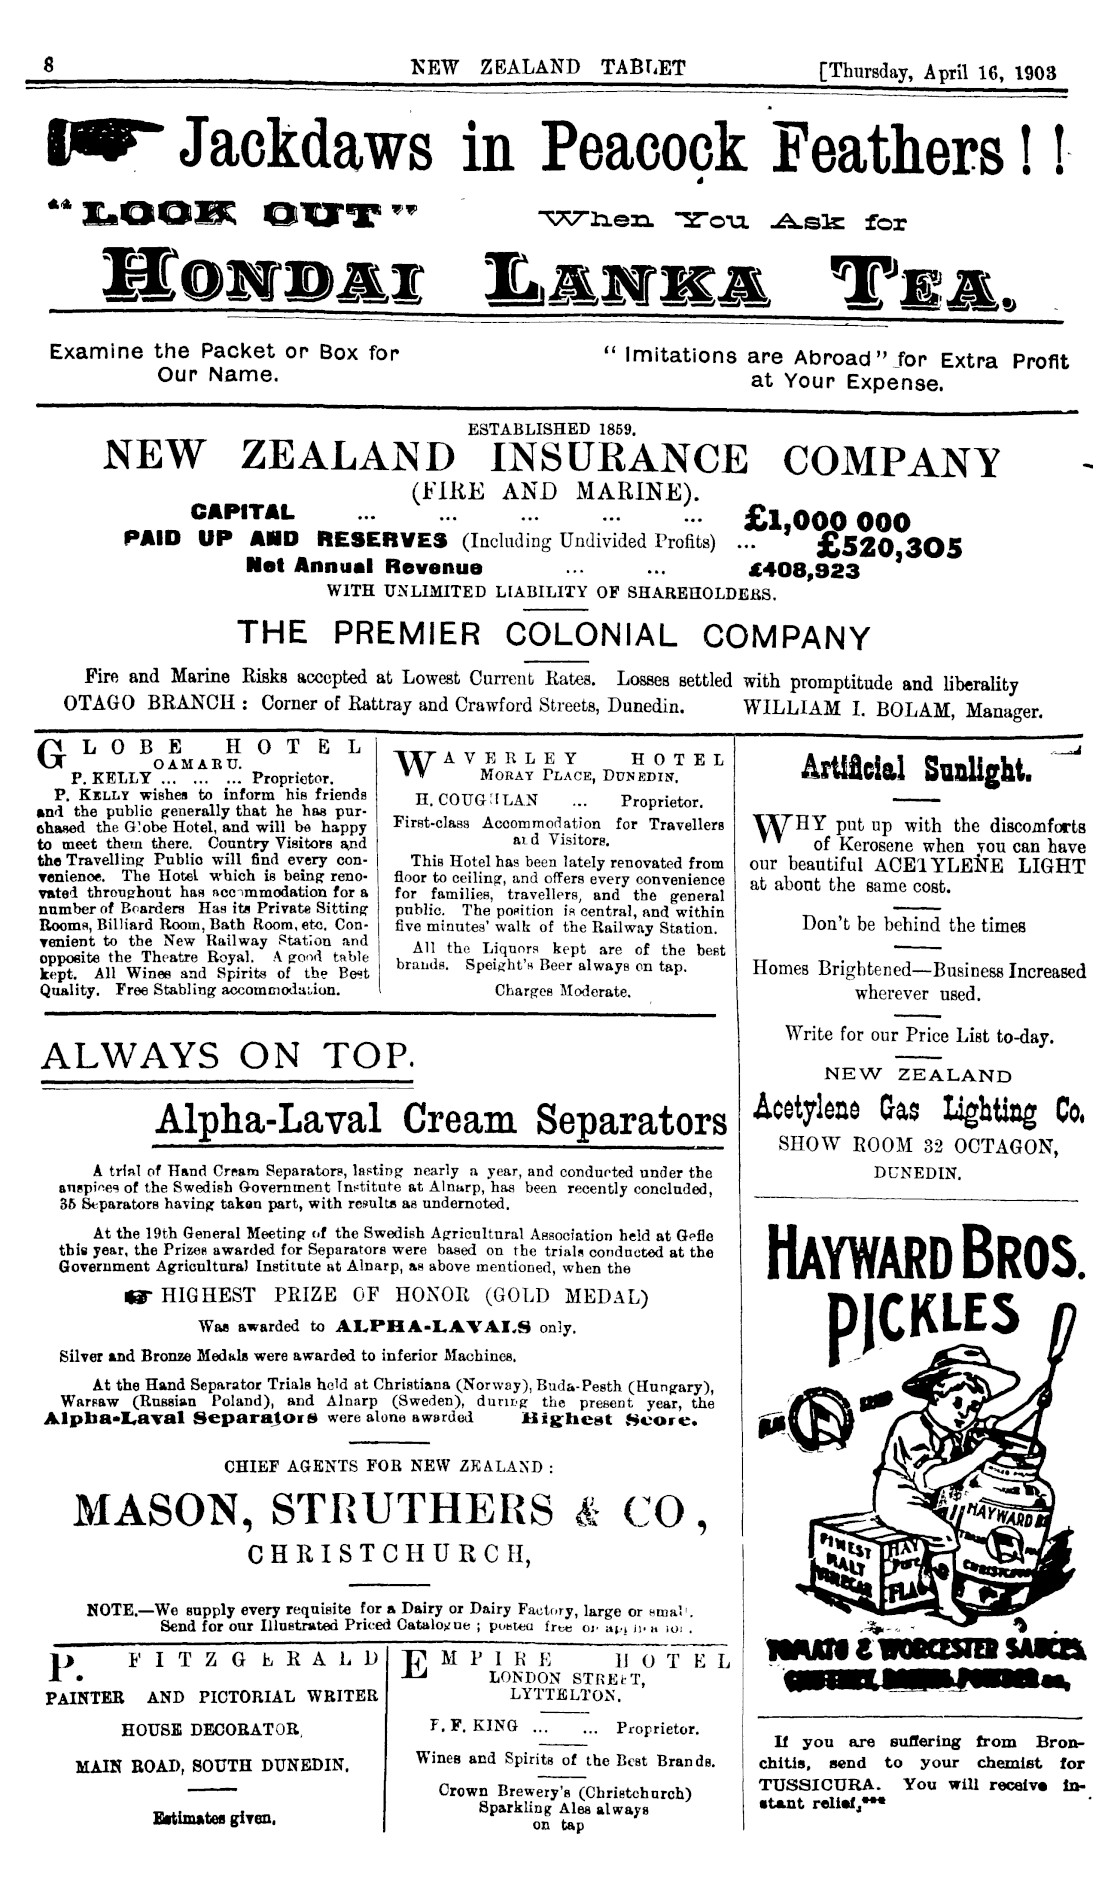 8
NEW ZEALAND TABLET
[Thursday, April 16, 1903
Jackdaws in Peacock Feathers!!
"LOOK OUT" When You Ask for
HONDAI LANKA TEA.
Examine the Packet or Box for
Our Name.
"Imitations are Abroad" for Extra Profit
at Your Expense.
ESTABLISHED 1859.
NEW ZEALAND INSURANCE COMPANY
(FIRE AND MARINE).
CAPITAL ... ... ... ... ... £1,000 000
PAID UP AND RESERVES (Including Undivided Profits) ... £520,305
Net Annual Revenue ... ... £408,923
WITH UNLIMITED LIABILITY OF SHAREHOLDERS.
THE PREMIER COLONIAL COMPANY
Fire and Marine Risks accepted at Lowest Current Rates. Losses settled with promptitude and liberality
OTAGO BRANCH: Corner of Rattray and Crawford Streets, Dunedin. WILLIAM I. BOLAM, Manager.
GLOBE HOTEL
OAMARU.
P. KELLY ... ... ... Proprietor.
P. KELLY wishes to inform his friends
and the public generally that he has pur-
chased the Globe Hotel, and will be happy
to meet them there. Country Visitors and
the Travelling Public will find every con-
venience. The Hotel which is being reno-
vated throughout has accommodation for a
number of Boarders Has its Private Sitting
Rooms, Billiard Room, Bath Room, etc. Con-
venient to the New Railway Station and
opposite the Theatre Royal. A good table
kept. All Wines and Spirits of the Best
Quality. Free Stabling accommodation.
WAVERLEY HOTEL
MORAY PLACE, DUNEDIN.
H. COUGHLAN ... Proprietor.
First-class Accommodation for Travellers
and Visitors.
This Hotel has been lately renovated from
floor to ceiling, and offers every convenience
for families, travellers, and the general
public. The position is central, and within
five minutes' walk of the Railway Station.
All the Liquors kept are of the best
brands. Speight's Beer always on tap.
Charges Moderate.
ALWAYS ON TOP.
Alpha-Laval Cream Separators
A trial of Hand Cream Separators, lasting nearly a year, and conducted under the
auspices of the Swedish Government Institute at Alnarp, has been recently concluded,
35 Separators having taken part, with results as undernoted.
At the 19th General Meeting of the Swedish Agricultural Association held at Gefle
this year, the Prizes awarded for Separators were based on the trials conducted at the
Government Agricultural Institute at Alnarp, as above mentioned, when the
HIGHEST PRIZE OF HONOR (GOLD MEDAL)
Was awarded to ALPHA-LAVALS only.
Silver and Bronze Medals were awarded to inferior Machines.
At the Hand Separator Trials held at Christiana (Norway), Buda-Pesth (Hungary),
Warsaw (Russian Poland), and Alnarp (Sweden), during the present year, the
Alpha-Laval Separators were alone awarded Highest Score.
CHIEF AGENTS FOR NEW ZEALAND:
MASON, STRUTHERS & CO,
CHRISTCHURCH,
NOTE.—We supply every requisite for a Dairy or Dairy Factory, large or small.
Send for our Illustrated Priced Catalogue; posted free on
P. FITZGERALD
PAINTER AND PICTORIAL WRITER
HOUSE DECORATOR,
MAIN ROAD, SOUTH DUNEDIN.
Estimates given.
EMPIRE HOTEL
LONDON STREET,
LYTTELTON.
F. F. KING ... ... Proprietor.
Wines and Spirits of the Best Brands.
Crown Brewery's (Christchurch)
Sparkling Ales always
on tap
Artificial Sunlight.
WHY put up with the discomforts
of Kerosene when you can have
our beautiful ACETYLENE LIGHT
at about the same cost.
Don't be behind the times
Homes Brightened—Business Increased
wherever used.
Write for our Price List to-day.
NEW ZEALAND
Acetylene Gas Lighting Co.
SHOW ROOM 32 OCTAGON,
DUNEDIN.
HAYWARD BROS.
PICKLES
HAYWARD
FINEST
MALT
VINEGAR
HAY
PURE
FLAG
TOMATO & WORCESTER SAUCES
If you are suffering from Bron-
chitis, send to your chemist for
TUSSICURA. You will receive in-
stant relief,***